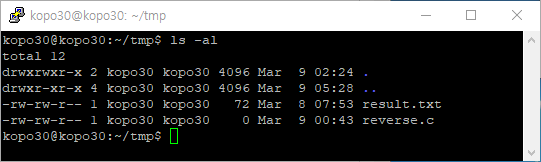 kopo30@kopo30: ~/tmp
kopo30@kopo30:~/tmp$ ls -al
total 12
drwxrwxr-x 2 kopo30 kopo30 4096 Mar  9 02:24 .
drwxr-xr-x 4 kopo30 kopo30 4096 Mar  9 05:28 ..
-rw-rw-r-- 1 kopo30 kopo30   72 Mar  8 07:53 result.txt
-rw-rw-r-- 1 kopo30 kopo30    0 Mar  9 00:43 reverse.c
kopo30@kopo30:~/tmp$